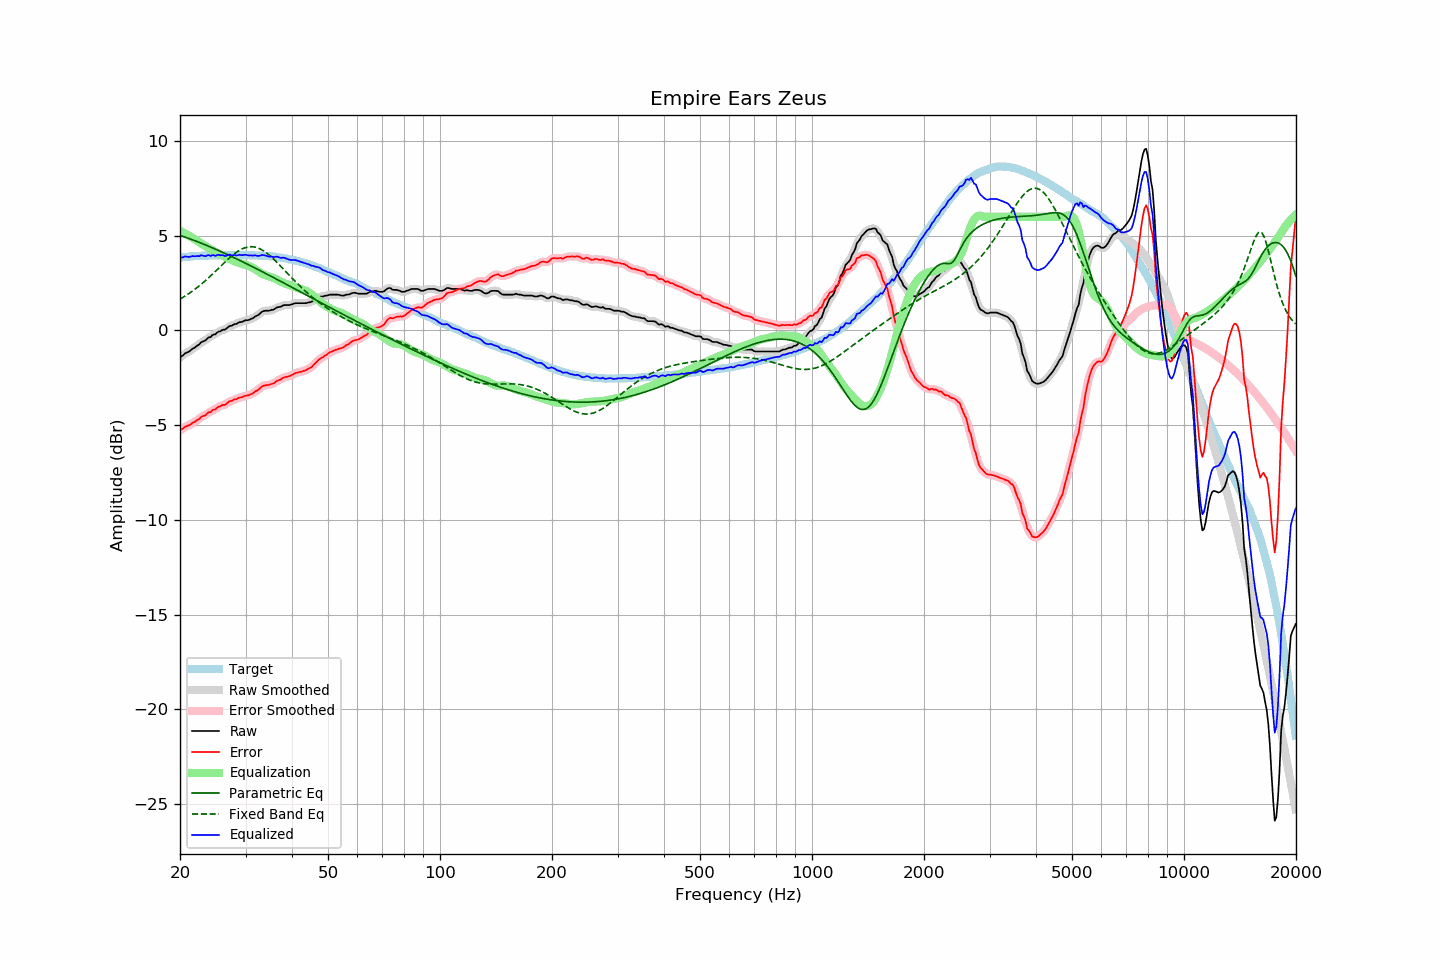 Empire Ears Zeus
Amplitude (dBr)
10
5
0
−5
−10
−15
−20
−25
Target
Raw Smoothed
Error Smoothed
Raw
Error
Equalization
Parametric Eq
Fixed Band Eq
Equalized
20 50 100 200 500 1000 2000 5000 10000 20000
Frequency (Hz)